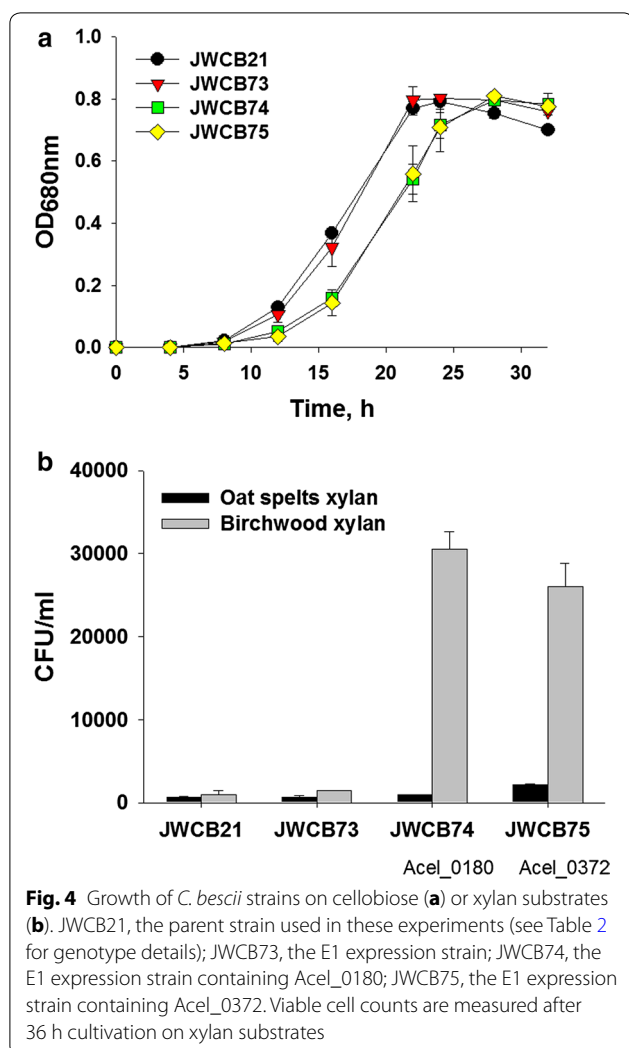 a
1.0
0.8
0.6
0.4
0.2
0.0
OD680nm
JWCB21
JWCB73
JWCB74
JWCB75
0 5 10 15 20 25 30
Time, h
b
40000
30000
20000
10000
0
CFU/ml
Oat spelts xylan
Birchwood xylan
JWCB21 JWCB73 JWCB74 JWCB75
Acel_0180 Acel_0372
Fig. 4 Growth of C. bescii strains on cellobiose (a) or xylan substrates
(b). JWCB21, the parent strain used in these experiments (see Table 2
for genotype details); JWCB73, the E1 expression strain; JWCB74, the
E1 expression strain containing Acel_0180; JWCB75, the E1 expression
strain containing Acel_0372. Viable cell counts are measured after
36 h cultivation on xylan substrates